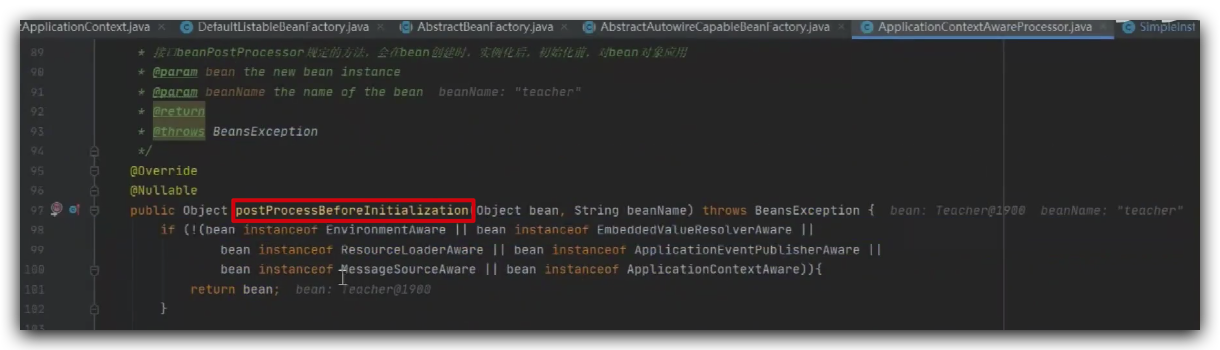 tApplicationContext.java × DefaultListableBeanFactory.java × AbstractBeanFactory.java × AbstractAutowireCapableBeanFactory.java × ApplicationContextAwareProcessor.java × SimpleInst
89 * 接口beanPostProcessor规定的方法，会在bean创建时，实例化后，初始化前，对bean对象应用
90 * @param bean the new bean instance
91 * @param beanName the name of the bean beanName: "teacher"
92 * @return
93 * @throws BeansException
94 */
95 @Override
96 @Nullable
97 public Object postProcessBeforeInitialization(Object bean, String beanName) throws BeansException { bean: Teacher@1900 beanName: "teacher"
98 if (!(bean instanceof EnvironmentAware || bean instanceof EmbeddedValueResolverAware ||
99 bean instanceof ResourceLoaderAware || bean instanceof ApplicationEventPublisherAware ||
100 bean instanceof MessageSourceAware || bean instanceof ApplicationContextAware)){
101 return bean; bean: Teacher@1900
102 }
103